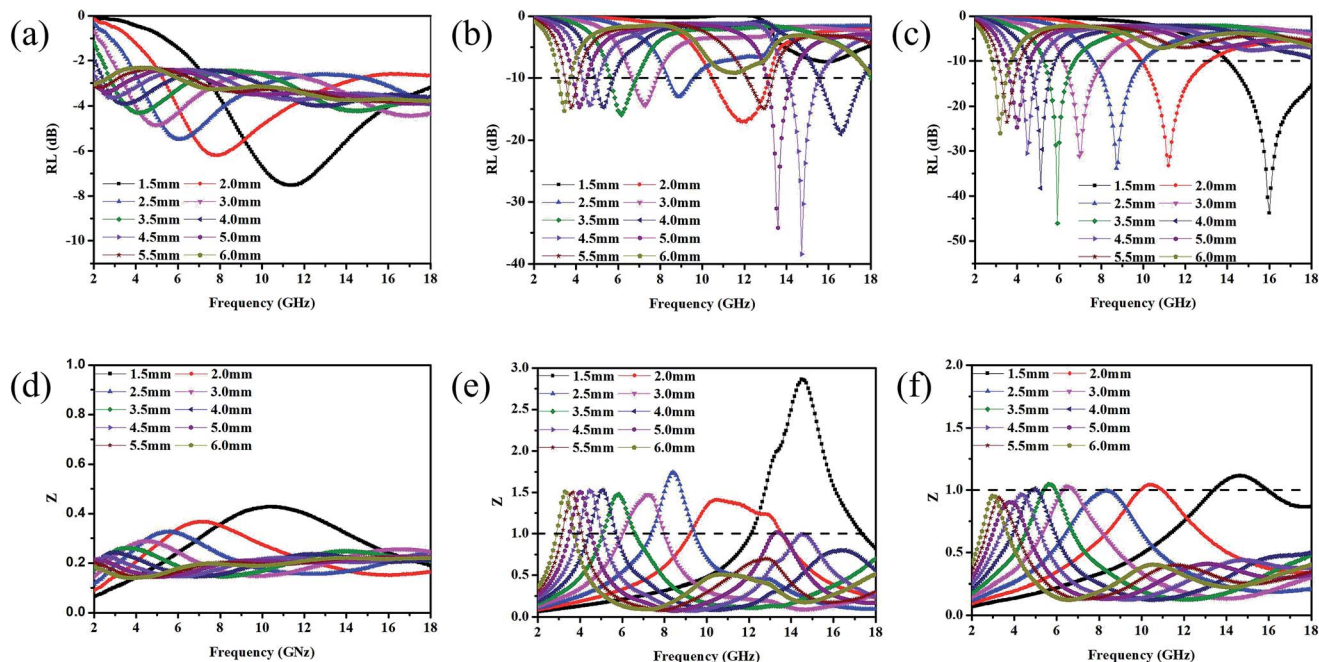 (a)
0
-2
-4
-6
-8
-10
RL (dB)
1.5mm 2.0mm
2.5mm 3.0mm
3.5mm 4.0mm
4.5mm 5.0mm
5.5mm 6.0mm
2 4 6 8 10 12 14 16 18
Frequency (GHz)
(b)
0
-10
-20
-30
-40
RL (dB)
1.5mm 2.0mm
2.5mm 3.0mm
3.5mm 4.0mm
4.5mm 5.0mm
5.5mm 6.0mm
2 4 6 8 10 12 14 16 18
Frequency (GHz)
(c)
0
-10
-20
-30
-40
-50
RL (dB)
1.5mm 2.0mm
2.5mm 3.0mm
3.5mm 4.0mm
4.5mm 5.0mm
5.5mm 6.0mm
2 4 6 8 10 12 14 16 18
Frequency (GHz)
(d)
1.0
0.8
0.6
0.4
0.2
0.0
Z
1.5mm 2.0mm
2.5mm 3.0mm
3.5mm 4.0mm
4.5mm 5.0mm
5.5mm 6.0mm
2 4 6 8 10 12 14 16 18
Frequency (GNz)
(e)
3.0
2.5
2.0
1.5
1.0
0.5
0.0
Z
1.5mm 2.0mm
2.5mm 3.0mm
3.5mm 4.0mm
4.5mm 5.0mm
5.5mm 6.0mm
2 4 6 8 10 12 14 16 18
Frequency (GHz)
(f)
2.0
1.5
1.0
0.5
0.0
Z
1.5mm 2.0mm
2.5mm 3.0mm
3.5mm 4.0mm
4.5mm 5.0mm
5.5mm 6.0mm
2 4 6 8 10 12 14 16 18
Frequency (GHz)